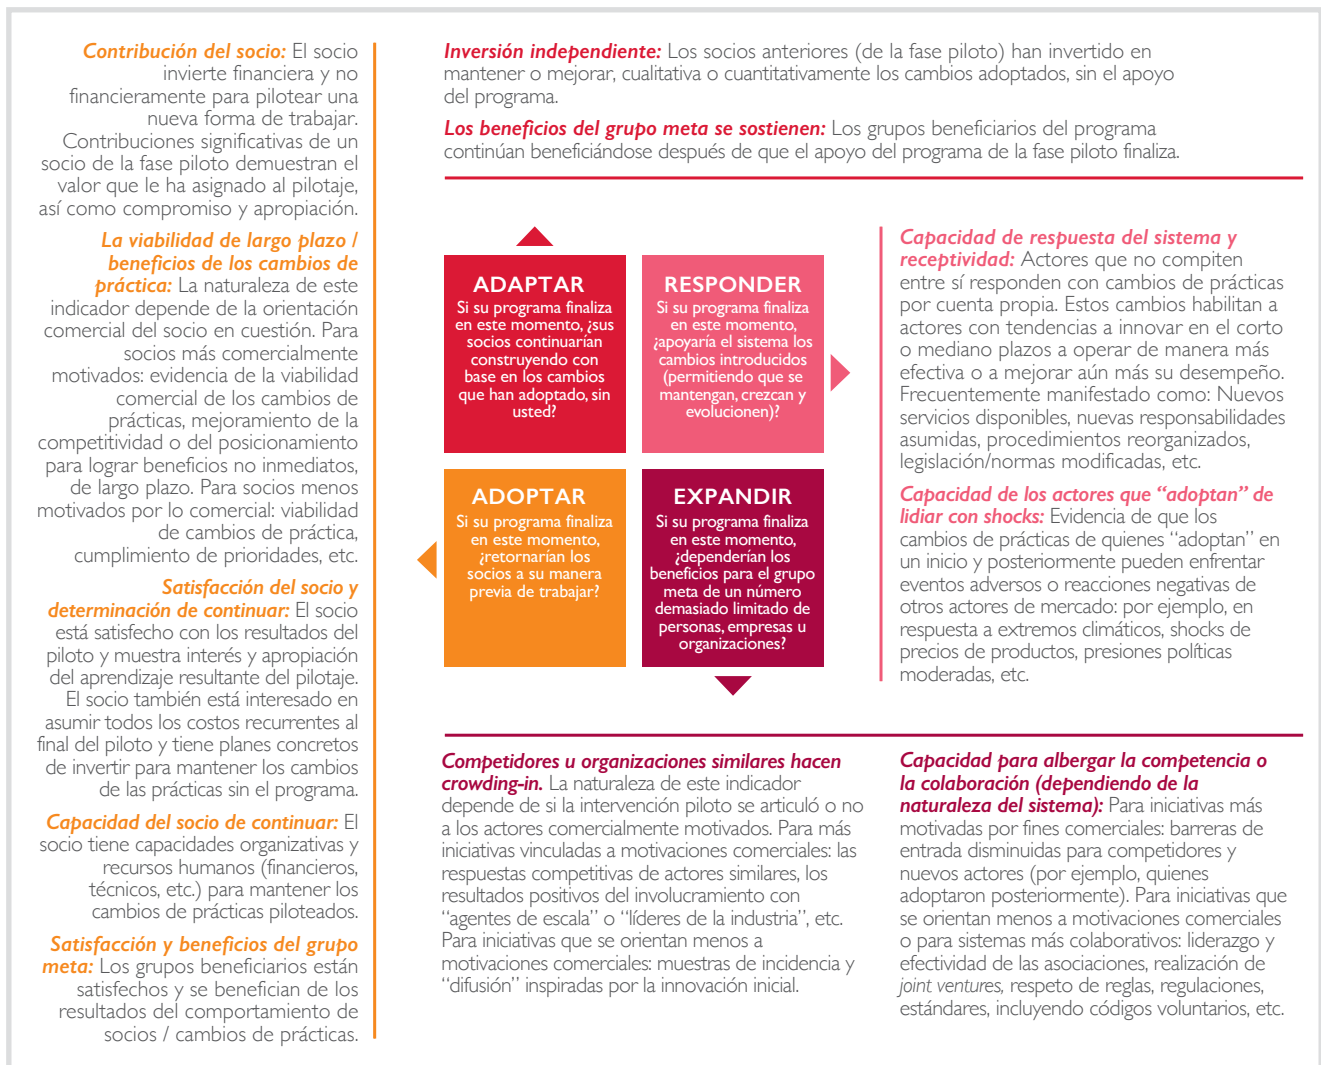 Contribución del socio: El socio
invierte financiera y no
financieramente para pilotear una
nueva forma de trabajar.
Contribuciones significativas de un
socio de la fase piloto demuestran el
valor que le ha asignado al pilotaje,
así como compromiso y apropiación.
La viabilidad de largo plazo /
beneficios de los cambios de
práctica: La naturaleza de este
indicador depende de la orientación
comercial del socio en cuestión. Para
socios más comercialmente
motivados: evidencia de la viabilidad
comercial de los cambios de
prácticas, mejoramiento de la
competitividad o del posicionamiento
para lograr beneficios no inmediatos,
de largo plazo. Para socios menos
motivados por lo comercial: viabilidad
de cambios de práctica,
cumplimiento de prioridades, etc.
Satisfacción del socio y
determinación de continuar: El socio
está satisfecho con los resultados del
piloto y muestra interés y apropiación
del aprendizaje resultante del pilotaje.
El socio también está interesado en
asumir todos los costos recurrentes al
final del piloto y tiene planes concretos
de invertir para mantener los cambios
de las prácticas sin el programa.
Capacidad del socio de continuar: El
socio tiene capacidades organizativas y
recursos humanos (financieros,
técnicos, etc.) para mantener los
cambios de prácticas piloteados.
Satisfacción y beneficios del grupo
meta: Los grupos beneficiarios están
satisfechos y se benefician de los
resultados del comportamiento de
socios / cambios de prácticas.
Inversión independiente: Los socios anteriores (de la fase piloto) han invertido en
mantener o mejorar, cualitativa o cuantitativamente los cambios adoptados, sin el apoyo
del programa.
Los beneficios del grupo meta se sostienen: Los grupos beneficiarios del programa
continúan beneficiándose después de que el apoyo del programa de la fase piloto finaliza.
ADAPTAR
Si su programa finaliza
en este momento, ¿sus
socios continuarían
construyendo con
base en los cambios
que han adoptado, sin
usted?
RESPONDER
Si su programa finaliza
en este momento,
¿apoyaría el sistema los
cambios introducidos
(permitiendo que se
mantengan, crezcan y
evolucionen)?
ADOPTAR
Si su programa finaliza
en este momento,
¿retornarían los
socios a su manera
previa de trabajar?
EXPANDIR
Si su programa finaliza
en este momento,
¿dependerían los
beneficios para el grupo
meta de un número
demasiado limitado de
personas, empresas u
organizaciones?
Capacidad de respuesta del sistema y
receptividad: Actores que no compiten
entre sí responden con cambios de prácticas
por cuenta propia. Estos cambios habilitan a
actores con tendencias a innovar en el corto
o mediano plazos a operar de manera más
efectiva o a mejorar aún más su desempeño.
Frecuentemente manifestado como: Nuevos
servicios disponibles, nuevas responsabilidades
asumidas, procedimientos reorganizados,
legislación/normas modificadas, etc.
Capacidad de los actores que “adoptan” de
lidiar con shocks: Evidencia de que los
cambios de prácticas de quienes “adoptan” en
un inicio y posteriormente pueden enfrentar
eventos adversos o reacciones negativas de
otros actores de mercado: por ejemplo, en
respuesta a extremos climáticos, shocks de
precios de productos, presiones políticas
moderadas, etc.
Competidores u organizaciones similares hacen
crowding-in. La naturaleza de este indicador
depende de si la intervención piloto se articuló o no
a los actores comercialmente motivados. Para más
iniciativas vinculadas a motivaciones comerciales: las
respuestas competitivas de actores similares, los
resultados positivos del involucramiento con
“agentes de escala” o “líderes de la industria”, etc.
Para iniciativas que se orientan menos a
motivaciones comerciales: muestras de incidencia y
“difusión” inspiradas por la innovación inicial.
Capacidad para albergar la competencia o
la colaboración (dependiendo de la
naturaleza del sistema): Para iniciativas más
motivadas por fines comerciales: barreras de
entrada disminuidas para competidores y
nuevos actores (por ejemplo, quienes
adoptaron posteriormente). Para iniciativas que
se orientan menos a motivaciones comerciales
o para sistemas más colaborativos: liderazgo y
efectividad de las asociaciones, realización de
joint ventures, respeto de reglas, regulaciones,
estándares, incluyendo códigos voluntarios, etc.